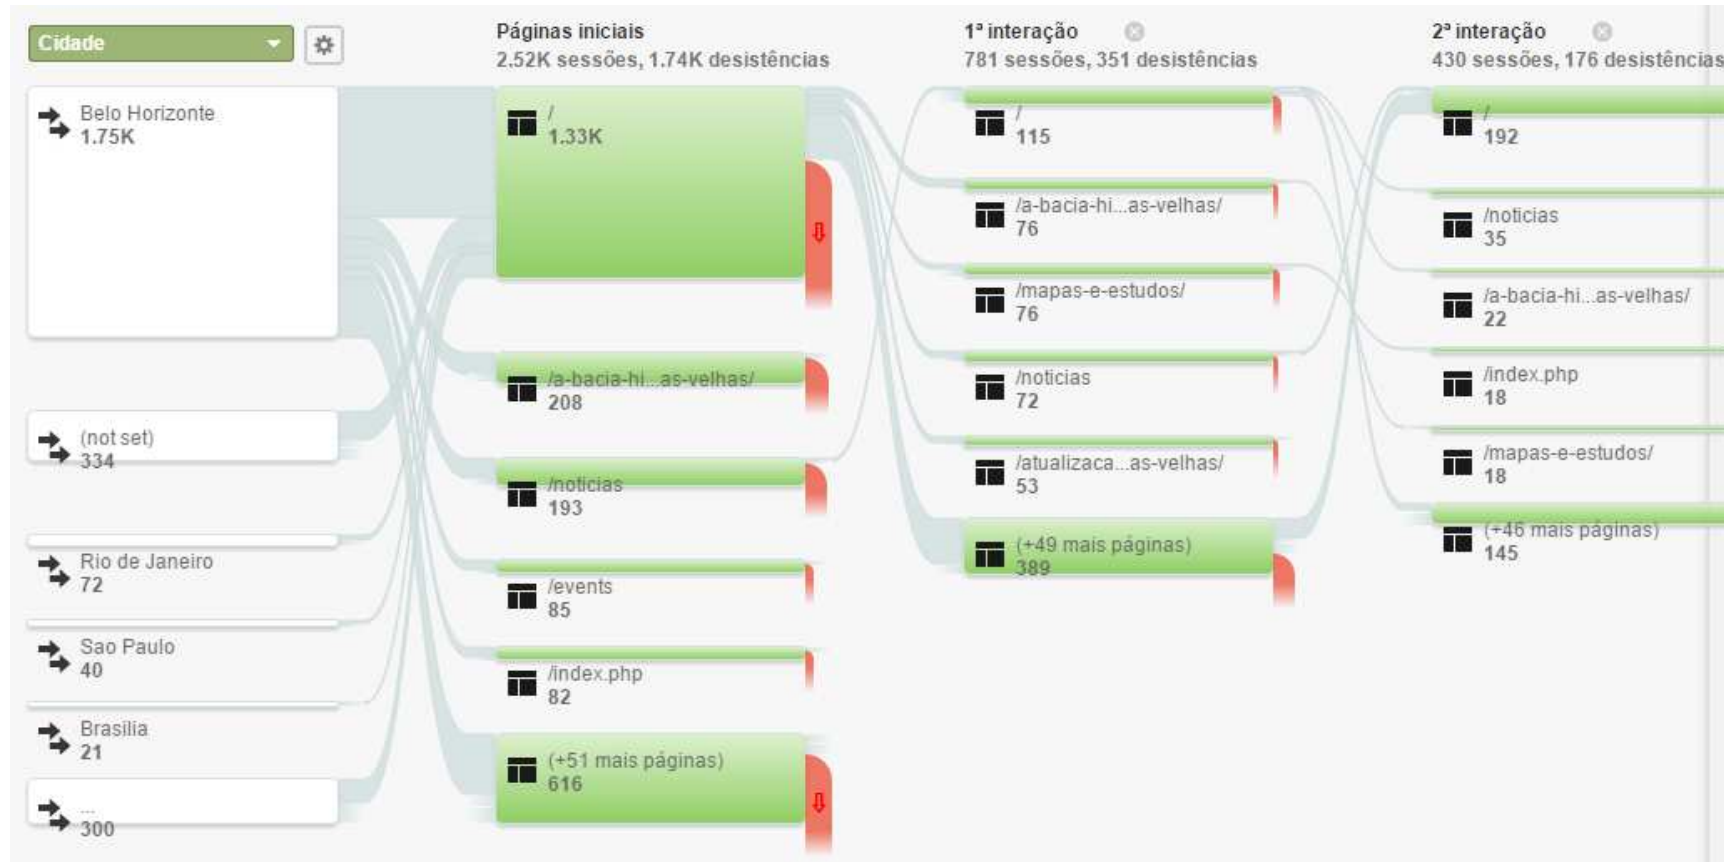 Cidade
Belo Horizonte
1.75K
(not set)
334
Rio de Janeiro
72
Sao Paulo
40
Brasilia
21
...
300
Páginas iniciais
2.52K sessões, 1.74K desistências
/
1.33K
/a-bacia-hi...as-velhas/
208
/noticias
193
/events
85
/index.php
82
(+51 mais páginas)
616
1ª interação
781 sessões, 351 desistências
/
115
/a-bacia-hi...as-velhas/
76
/mapas-e-estudos/
76
/noticias
72
/atualizaca...as-velhas/
53
(+49 mais páginas)
389
2ª interação
430 sessões, 176 desistências
/
192
/noticias
35
/a-bacia-hi...as-velhas/
22
/index.php
18
/mapas-e-estudos/
18
(+46 mais páginas)
145